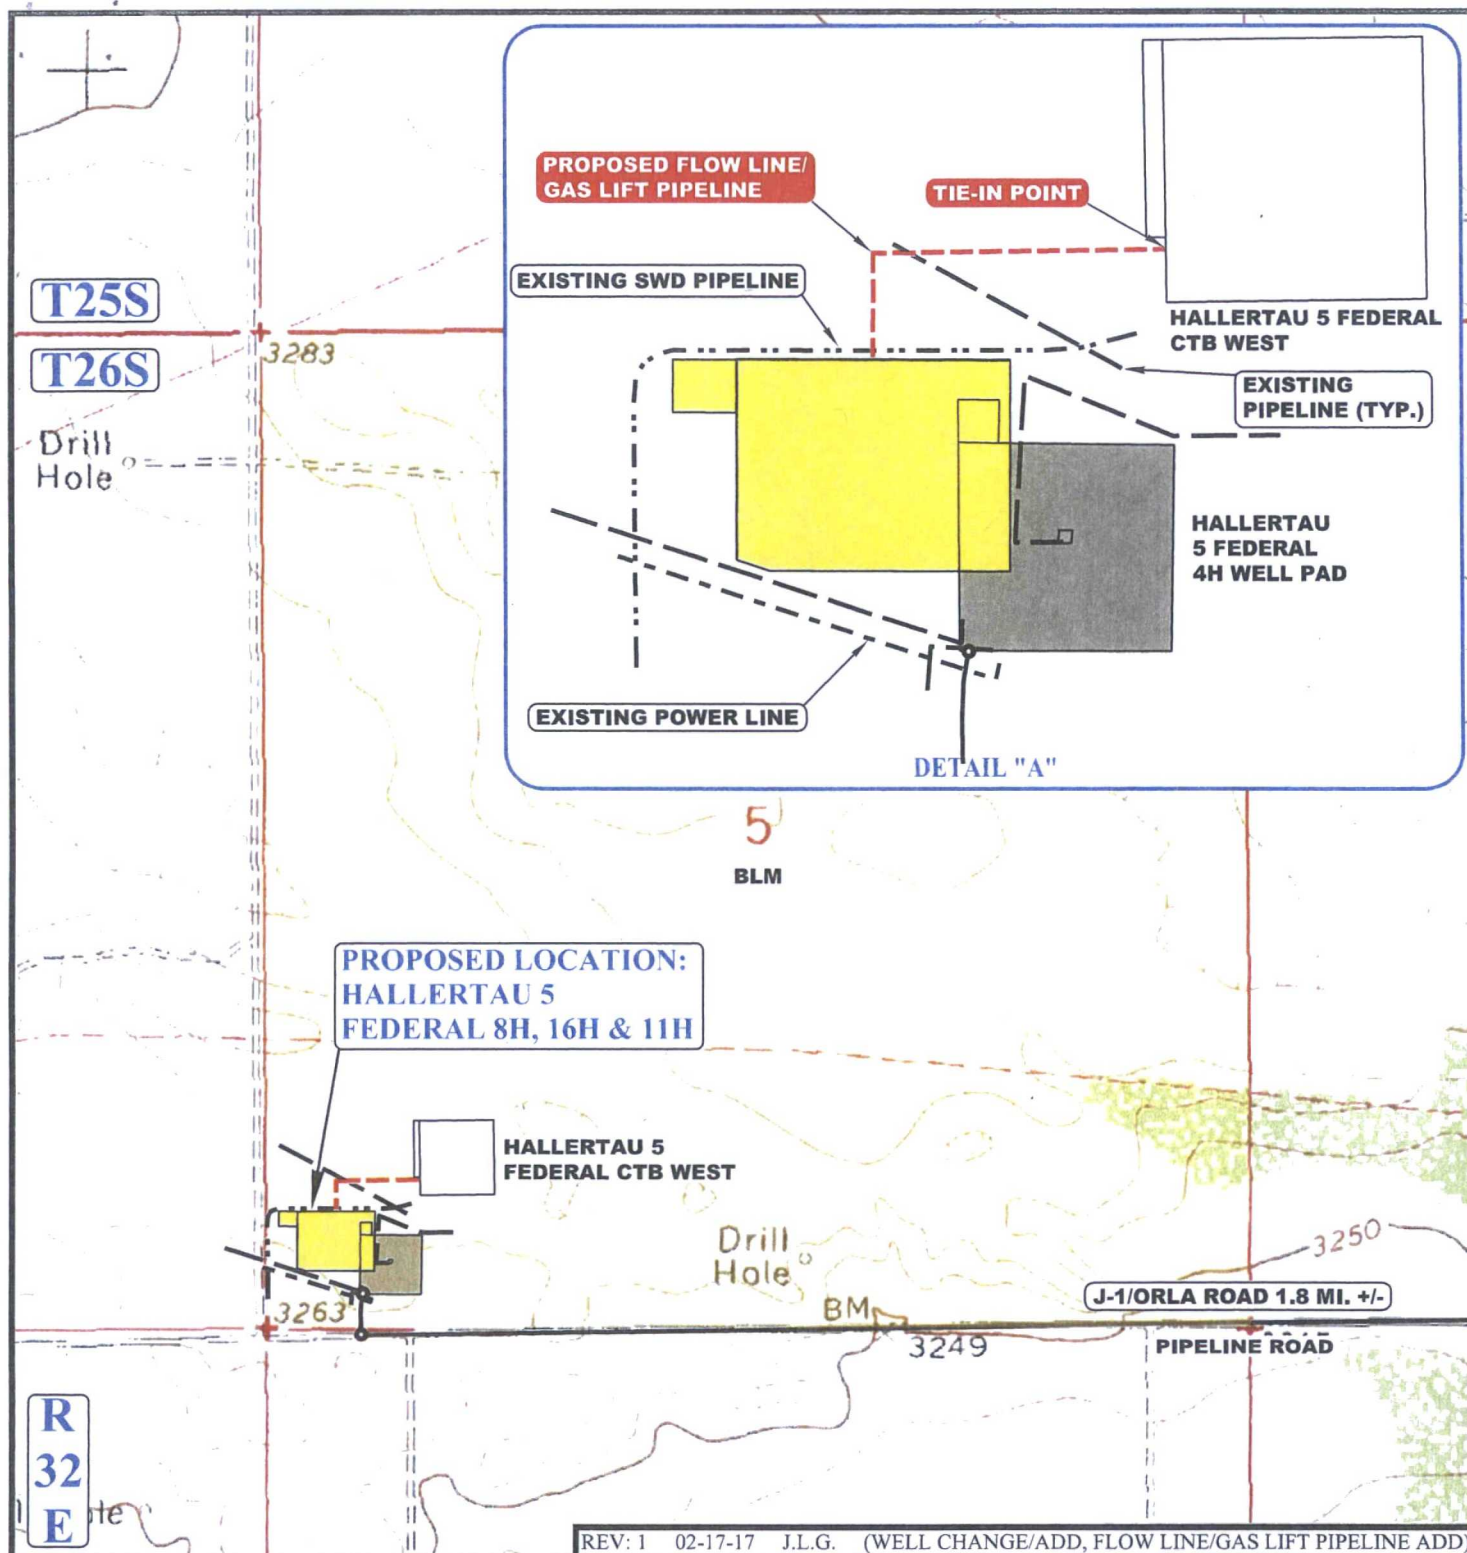 PROPOSED FLOW LINE/
GAS LIFT PIPELINE
TIE-IN POINT
EXISTING SWD PIPELINE
HALLERTAU 5 FEDERAL
CTB WEST
EXISTING
PIPELINE (TYP.)
HALLERTAU
5 FEDERAL
4H WELL PAD
EXISTING POWER LINE
DETAIL "A"
T25S
T26S
3283
Drill
Hole
5
BLM
PROPOSED LOCATION:
HALLERTAU 5
FEDERAL 8H, 16H & 11H
HALLERTAU 5
FEDERAL CTB WEST
Drill
Hole
3250
J-1/ORLA ROAD 1.8 MI. +/-
3263
BM
3249
PIPELINE ROAD
R
32
E
REV: 1 02-17-17 J.L.G. (WELL CHANGE/ADD, FLOW LINE/GAS LIFT PIPELINE ADD)